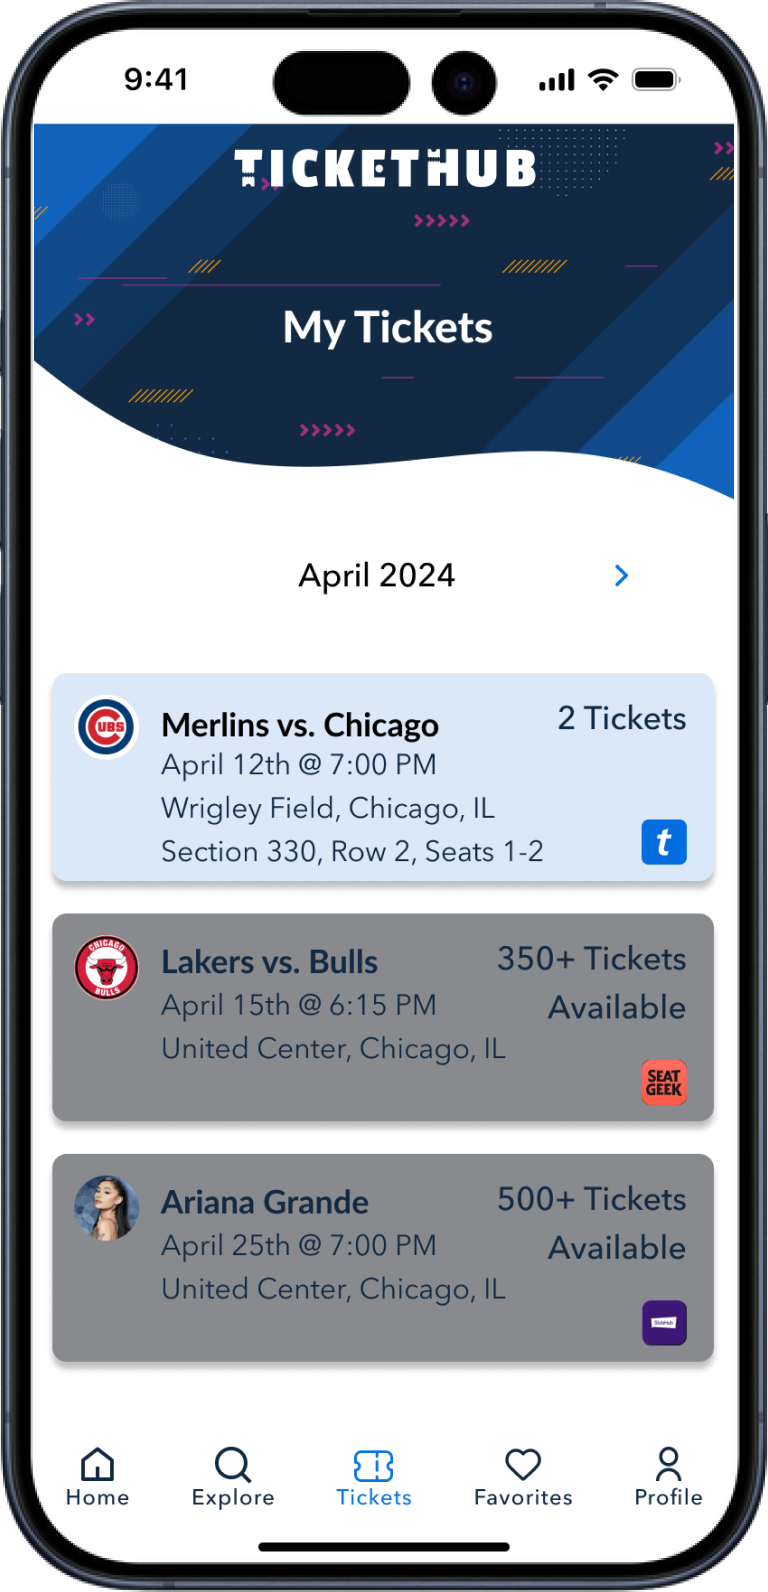 9:41
TICKETHUB
My Tickets
April 2024
CUBS
Merlins vs. Chicago
2 Tickets
April 12th @ 7:00 PM
Wrigley Field, Chicago, IL
Section 330, Row 2, Seats 1-2
t
CHICAGO
BULLS
Lakers vs. Bulls
350+ Tickets
Available
April 15th @ 6:15 PM
United Center, Chicago, IL
SEAT
GEEK
Ariana Grande
500+ Tickets
Available
April 25th @ 7:00 PM
United Center, Chicago, IL
StubHub
Home
Explore
Tickets
Favorites
Profile